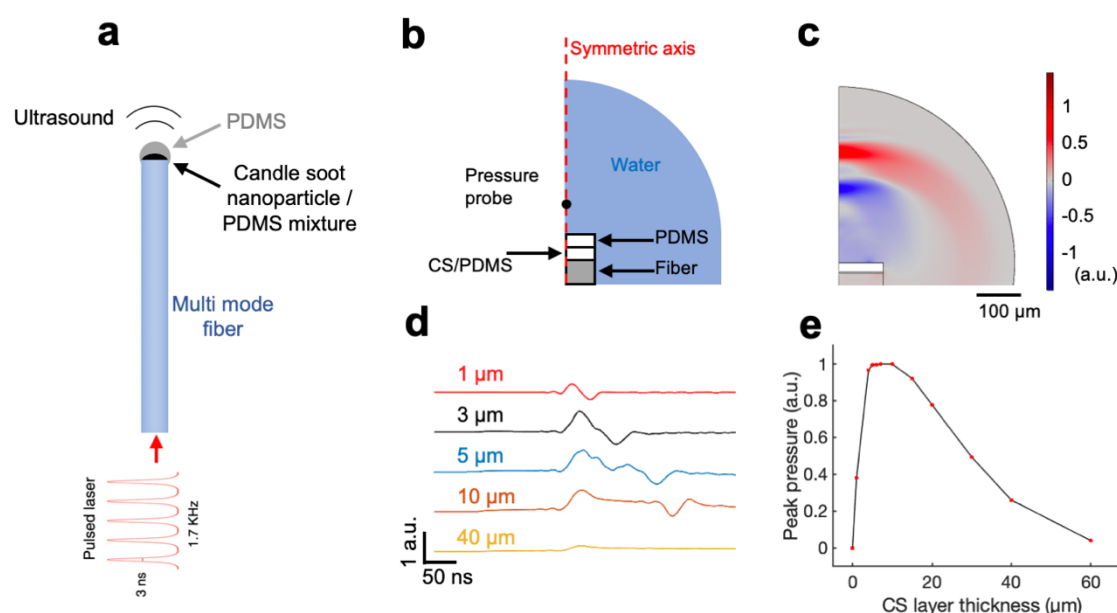 a
Ultrasound
PDMS
Candle soot
nanoparticle /
PDMS mixture
Multi mode
fiber
Pulsed laser
1.7 KHz
3 ns
b
Symmetric axis
Water
Pressure
probe
PDMS
CS/PDMS
Fiber
c
1
0.5
0
-0.5
-1
(a.u.)
100 µm
d
1 µm
3 µm
5 µm
10 µm
40 µm
1 a.u.
50 ns
e
Peak pressure (a.u.)
1
0.8
0.6
0.4
0.2
0
0 20 40 60
CS layer thickness (µm)